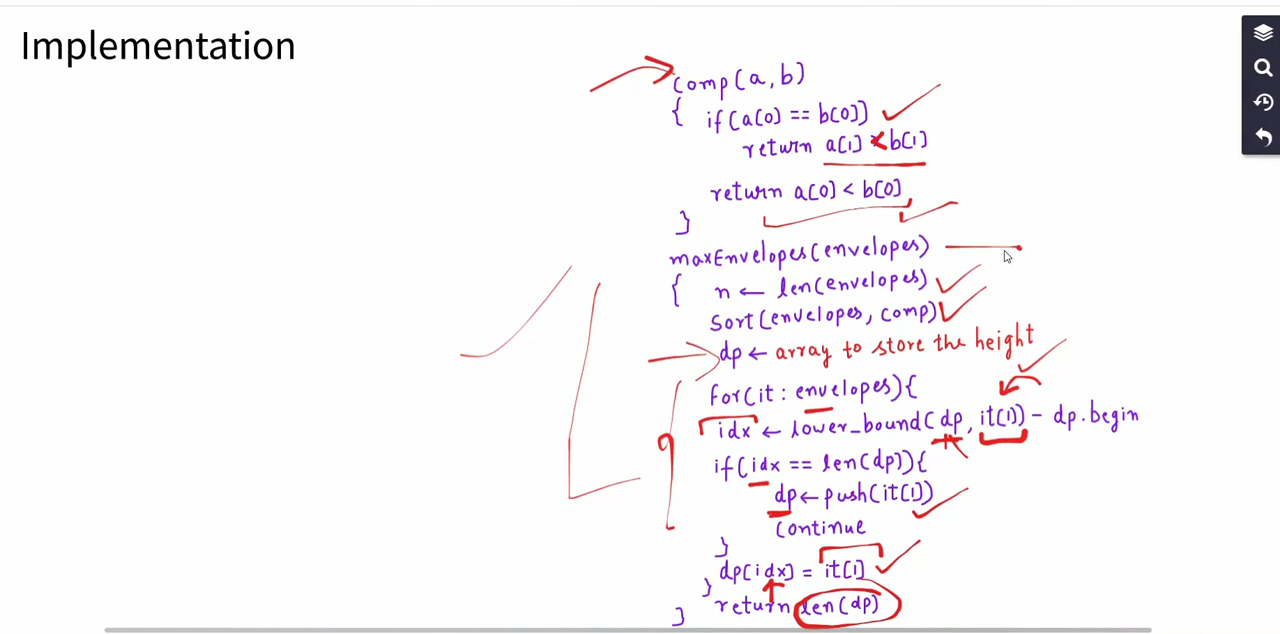 Implementation
comp(a,b)
{ if(a[0] == b[0])
return a[1] < b[1]
return a[0] < b[0],
}
maxEnvelopes(envelopes)
{ n ← len(envelopes)
Sort(envelopes, comp)
dp ← array to store the height
for(it : envelopes){
idx ← lower_bound(dp, it[1]) - dp.begin
if(idx == len(dp)){
dp ← push(it[1])
Continue
}
dp[idx] = it[1]
}
return len(dp)
}